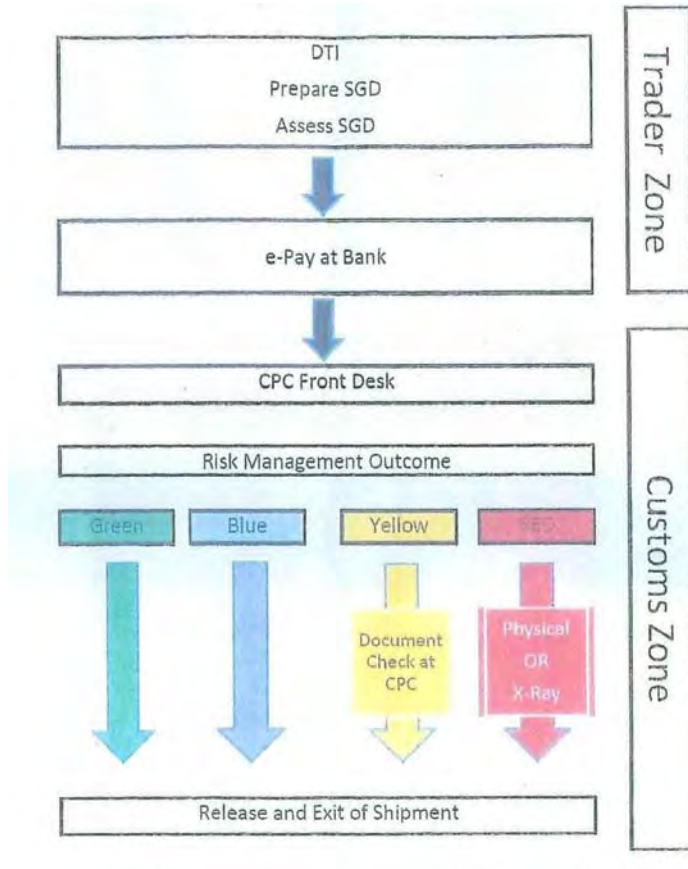 DTI
Prepare SGD
Assess SGD
Trader Zone
e-Pay at Bank
CPC Front Desk
Risk Management Outcome
Green
Blue
Yellow
RED
Document
Check at
CPC
Physical
OR
X-Ray
Customs Zone
Release and Exit of Shipment